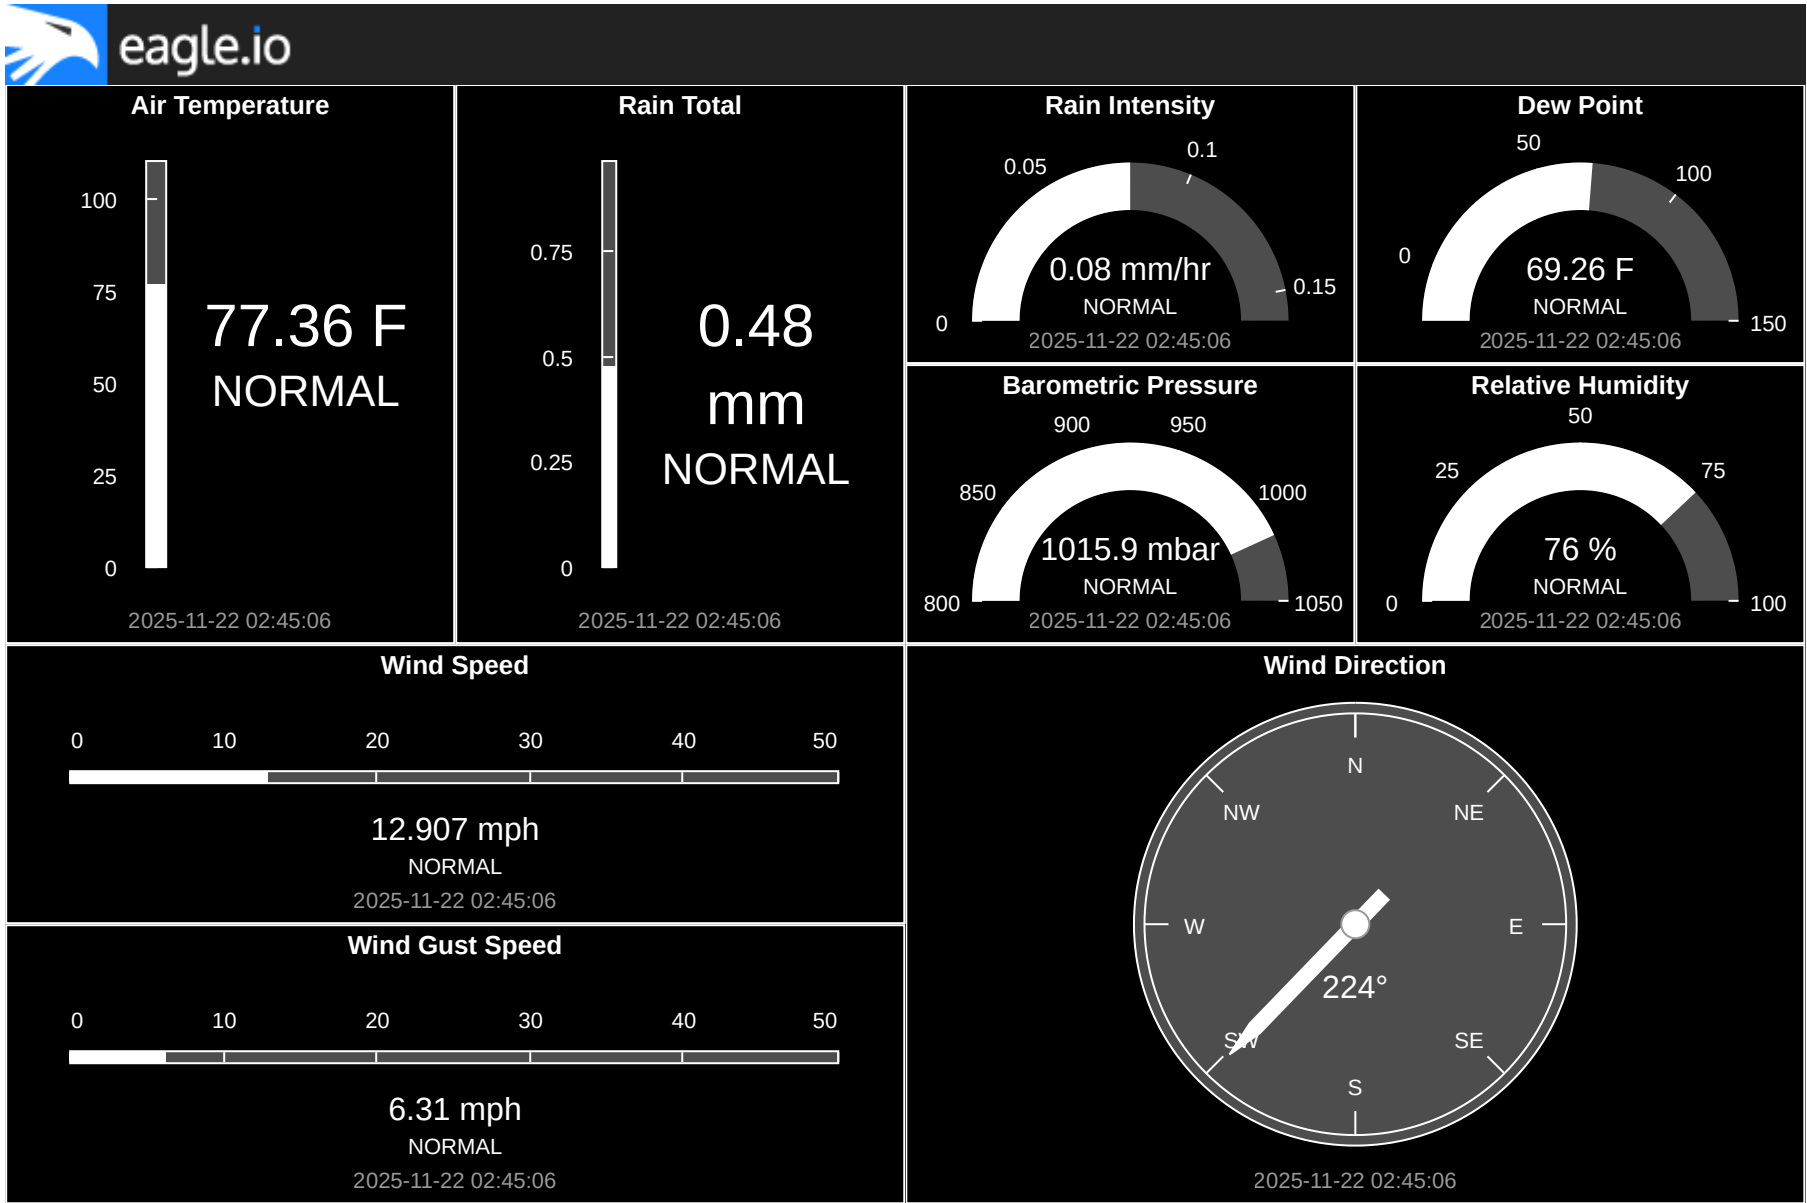 eagle.io
Air Temperature
100
75
50
25
0
77.36 F
NORMAL
2025-11-22 02:45:06
Rain Total
0.75
0.5
0.25
0
0.48
mm
NORMAL
2025-11-22 02:45:06
Rain Intensity
0
0.05
0.1
0.15
0.08 mm/hr
NORMAL
2025-11-22 02:45:06
Dew Point
0
50
100
150
69.26 F
NORMAL
2025-11-22 02:45:06
Barometric Pressure
800
850
900
950
1000
1050
1015.9 mbar
NORMAL
2025-11-22 02:45:06
Relative Humidity
0
25
50
75
100
76 %
NORMAL
2025-11-22 02:45:06
Wind Speed
0 10 20 30 40 50
12.907 mph
NORMAL
2025-11-22 02:45:06
Wind Gust Speed
0 10 20 30 40 50
6.31 mph
NORMAL
2025-11-22 02:45:06
Wind Direction
N
NW NE
W E
224°
SW SE
S
2025-11-22 02:45:06